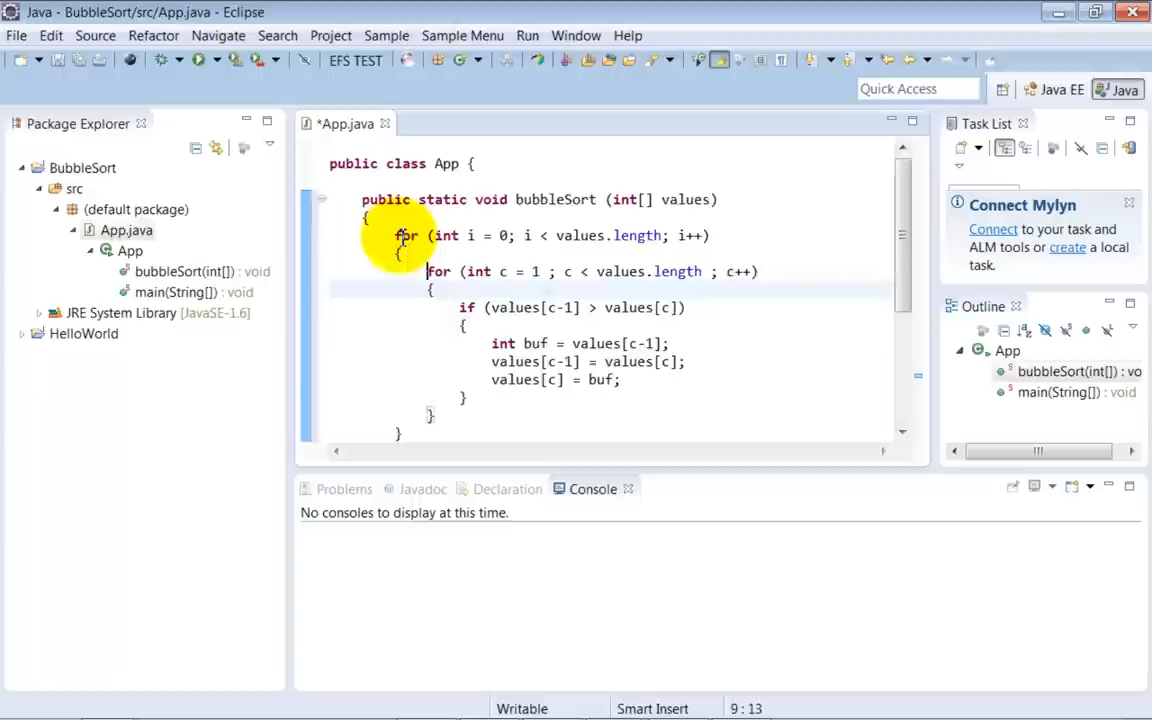 Java - BubbleSort/src/App.java - Eclipse
File Edit Source Refactor Navigate Search Project Sample Sample Menu Run Window Help
EFS TEST
Quick Access
Java EE
Java
Package Explorer
BubbleSort
src
(default package)
App.java
App
bubbleSort(int[]) : void
main(String[]) : void
JRE System Library [JavaSE-1.6]
HelloWorld
*App.java
public class App {
public static void bubbleSort (int[] values)
{
for (int i = 0; i < values.length; i++)
{
for (int c = 1 ; c < values.length ; c++)
{
if (values[c-1] > values[c])
{
int buf = values[c-1];
values[c-1] = values[c];
values[c] = buf;
}
}
}
Task List
Connect Mylyn
Connect to your task and
ALM tools or create a local
task.
Outline
App
bubbleSort(int[]) : vo
main(String[]) : void
Problems Javadoc Declaration Console
No consoles to display at this time.
Writable Smart Insert 9 : 13